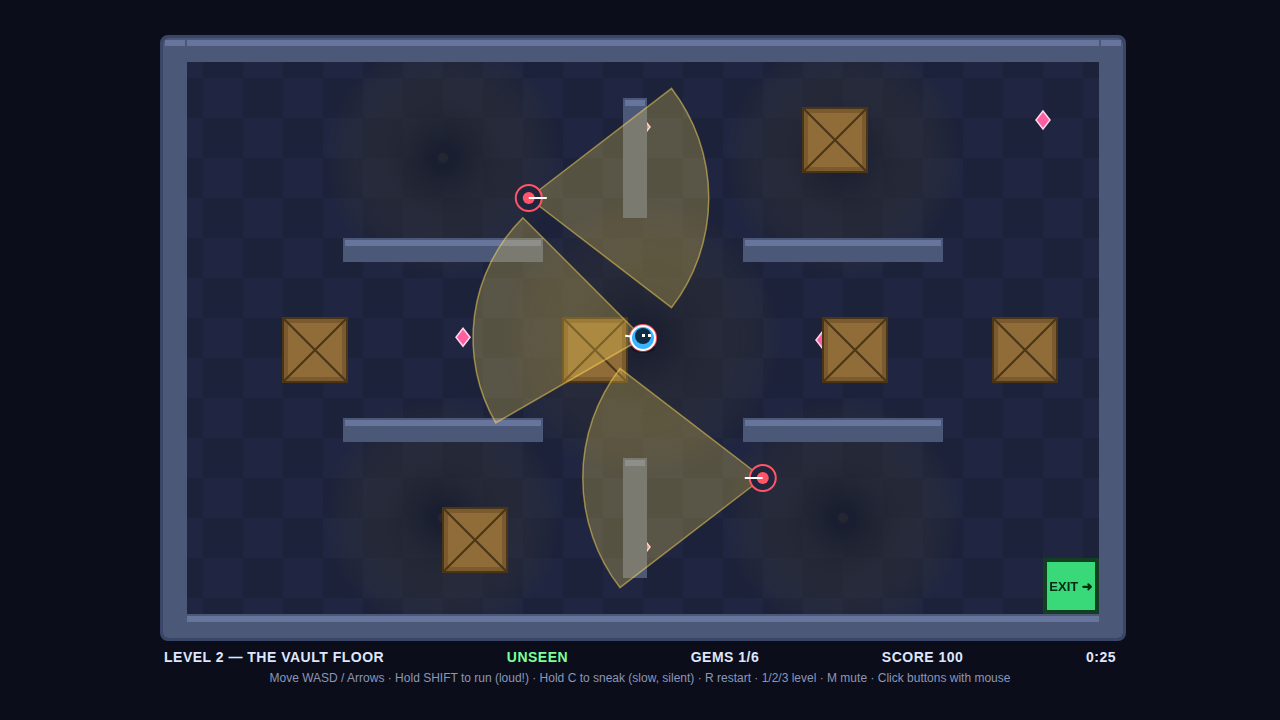 EXIT ➜
LEVEL 2 — THE VAULT FLOOR UNSEEN GEMS 1/6 SCORE 100 0:25
Move WASD / Arrows · Hold SHIFT to run (loud!) · Hold C to sneak (slow, silent) · R restart · 1/2/3 level · M mute · Click buttons with mouse